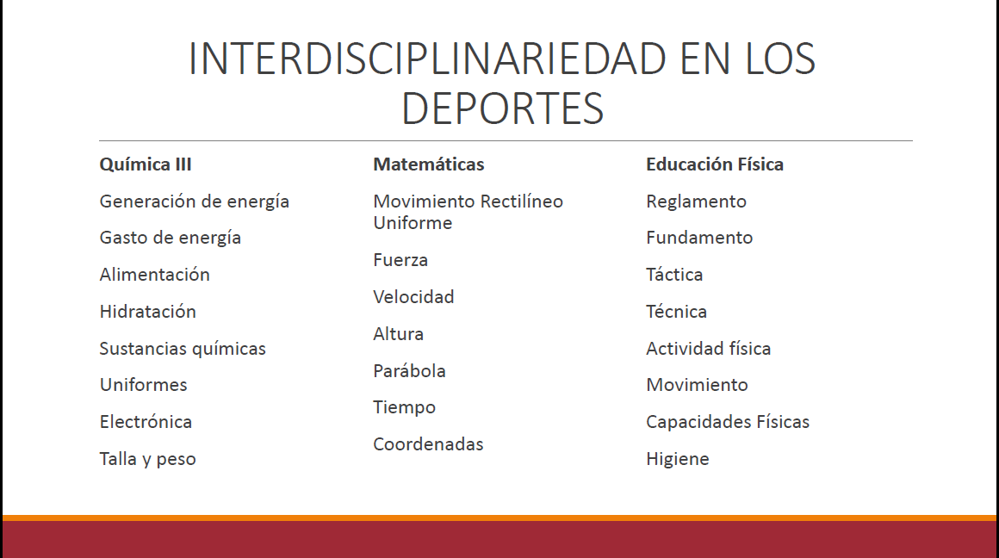 INTERDISCIPLINARIEDAD EN LOS
DEPORTES
Química III
Generación de energía
Gasto de energía
Alimentación
Hidratación
Sustancias químicas
Uniformes
Electrónica
Talla y peso
Matemáticas
Movimiento Rectilíneo
Uniforme
Fuerza
Velocidad
Altura
Parábola
Tiempo
Coordenadas
Educación Física
Reglamento
Fundamento
Táctica
Técnica
Actividad física
Movimiento
Capacidades Físicas
Higiene